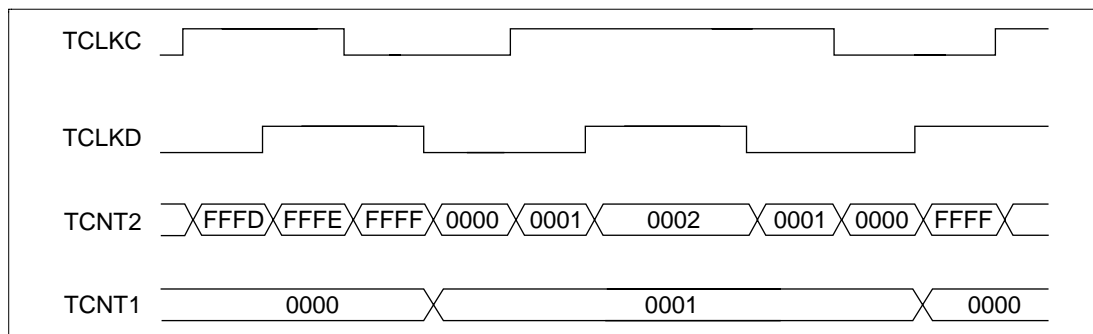 TCLKC
TCLKD
TCNT2 FFFD FFFE FFFF 0000 0001 0002 0001 0000 FFFF
TCNT1 0000 0001 0000